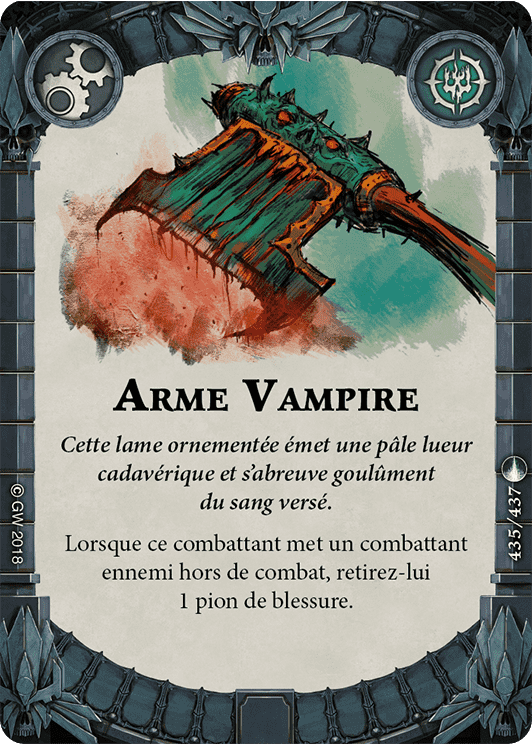 Arme Vampire
Cette lame ornementée émet une pâle lueur
cadavérique et s'abreuve goulûment
du sang versé.
Lorsque ce combattant met un combattant
ennemi hors de combat, retirez-lui
1 pion de blessure.
© GW 2018
435/437